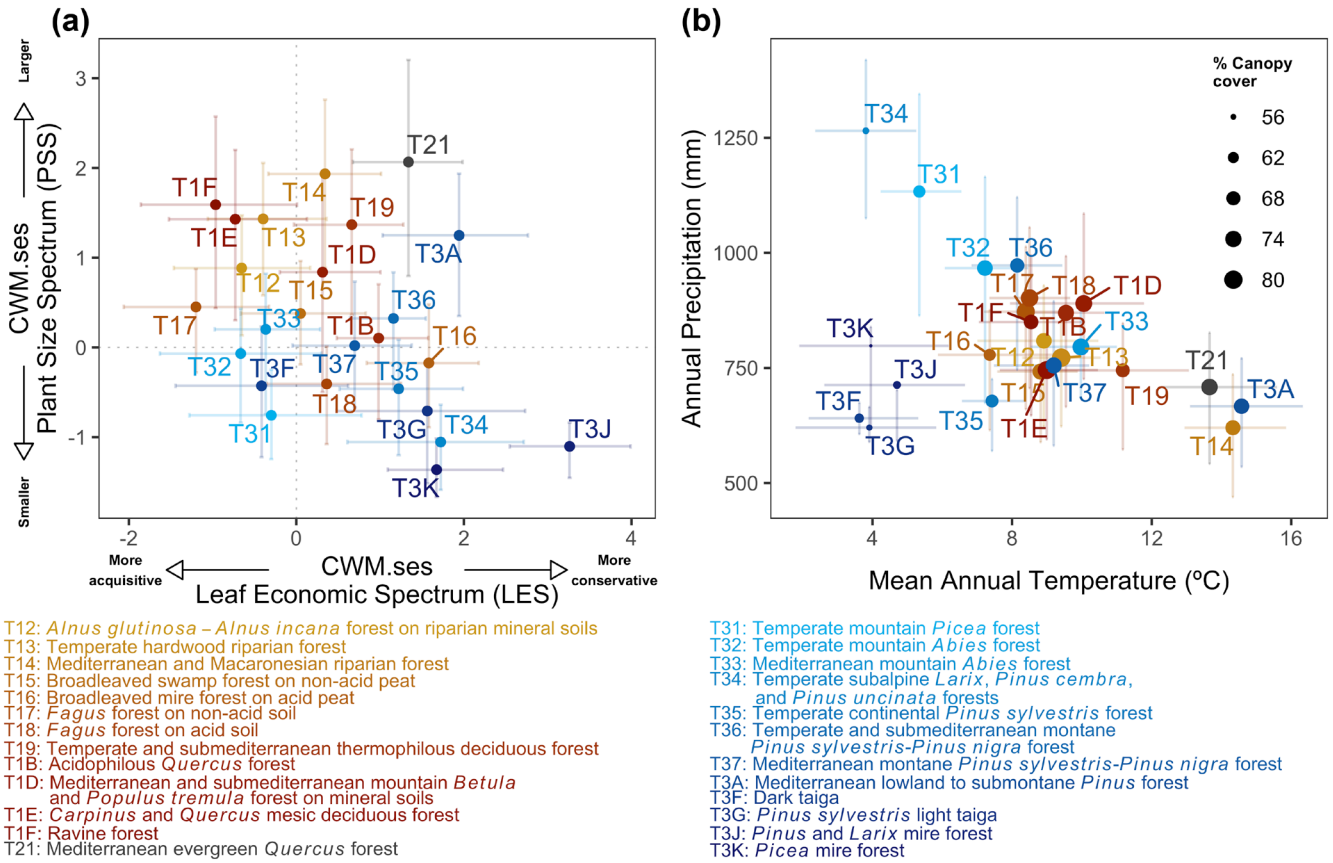 (a)
Larger
CWM.ses
Plant Size Spectrum (PSS)
Smaller
3
2
1
0
-1
-2
0
2
4
T21
T1F
T14
T1E
T13
T19
T3A
T1D
T12
T15
T17
T33
T36
T1B
T16
T32
T3F
T37
T35
T18
T31
T3G
T34
T3J
T3K
More
acquisitive
CWM.ses
Leaf Economic Spectrum (LES)
More
conservative
(b)
% Canopy
cover
56
62
68
74
80
Annual Precipitation (mm)
1250
1000
750
500
4
8
12
16
Mean Annual Temperature (ºC)
T34
T31
T32
T36
T17
T18
T1D
T1F
T1B
T33
T3K
T16
T12
T13
T3J
T21
T15
T37
T19
T3A
T3F
T35
T1E
T3G
T14
T12: Alnus glutinosa – Alnus incana forest on riparian mineral soils
T13: Temperate hardwood riparian forest
T14: Mediterranean and Macaronesian riparian forest
T15: Broadleaved swamp forest on non-acid peat
T16: Broadleaved mire forest on acid peat
T17: Fagus forest on non-acid soil
T18: Fagus forest on acid soil
T19: Temperate and submediterranean thermophilous deciduous forest
T1B: Acidophilous Quercus forest
T1D: Mediterranean and submediterranean mountain Betula
and Populus tremula forest on mineral soils
T1E: Carpinus and Quercus mesic deciduous forest
T1F: Ravine forest
T21: Mediterranean evergreen Quercus forest
T31: Temperate mountain Picea forest
T32: Temperate mountain Abies forest
T33: Mediterranean mountain Abies forest
T34: Temperate subalpine Larix, Pinus cembra,
and Pinus uncinata forests
T35: Temperate continental Pinus sylvestris forest
T36: Temperate and submediterranean montane
Pinus sylvestris-Pinus nigra forest
T37: Mediterranean montane Pinus sylvestris-Pinus nigra forest
T3A: Mediterranean lowland to submontane Pinus forest
T3F: Dark taiga
T3G: Pinus sylvestris light taiga
T3J: Pinus and Larix mire forest
T3K: Picea mire forest